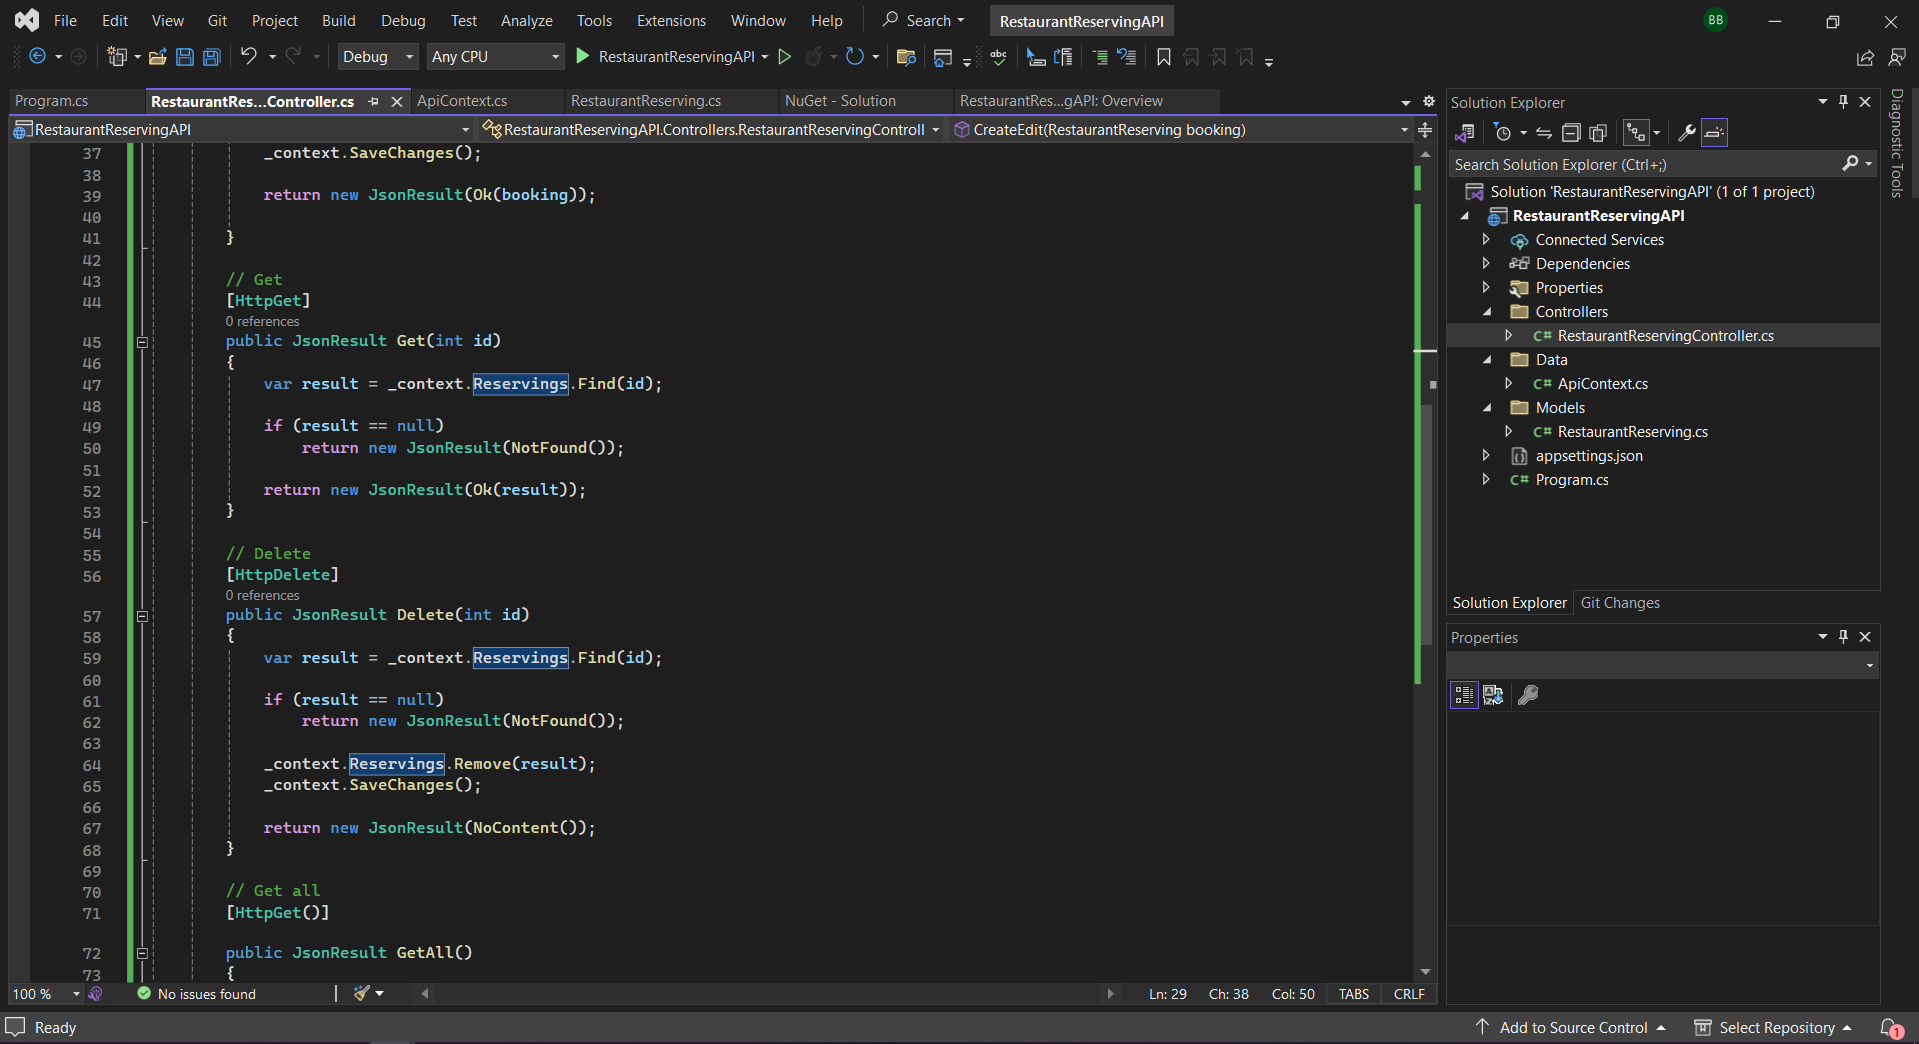 File Edit View Git Project Build Debug Test Analyze Tools Extensions Window Help Search RestaurantReservingAPI BB
Debug Any CPU RestaurantReservingAPI
Program.cs RestaurantRes...Controller.cs ApiContext.cs RestaurantReserving.cs NuGet - Solution RestaurantRes...gAPI: Overview
RestaurantReservingAPI RestaurantReservingAPI.Controllers.RestaurantReservingControll CreateEdit(RestaurantReserving booking)
37 _context.SaveChanges();
38
39 return new JsonResult(Ok(booking));
40
41 }
42
43 // Get
44 [HttpGet]
0 references
45 public JsonResult Get(int id)
46 {
47 var result = _context.Reservings.Find(id);
48
49 if (result == null)
50 return new JsonResult(NotFound());
51
52 return new JsonResult(Ok(result));
53 }
54
55 // Delete
56 [HttpDelete]
0 references
57 public JsonResult Delete(int id)
58 {
59 var result = _context.Reservings.Find(id);
60
61 if (result == null)
62 return new JsonResult(NotFound());
63
64 _context.Reservings.Remove(result);
65 _context.SaveChanges();
66
67 return new JsonResult(NoContent());
68 }
69
70 // Get all
71 [HttpGet()]
72 public JsonResult GetAll()
73 {
100 % No issues found Ln: 29 Ch: 38 Col: 50 TABS CRLF
Solution Explorer
Search Solution Explorer (Ctrl+;)
Solution 'RestaurantReservingAPI' (1 of 1 project)
RestaurantReservingAPI
Connected Services
Dependencies
Properties
Controllers
C# RestaurantReservingController.cs
Data
C# ApiContext.cs
Models
C# RestaurantReserving.cs
appsettings.json
C# Program.cs
Solution Explorer Git Changes
Properties
Diagnostic Tools
Ready Add to Source Control Select Repository 1